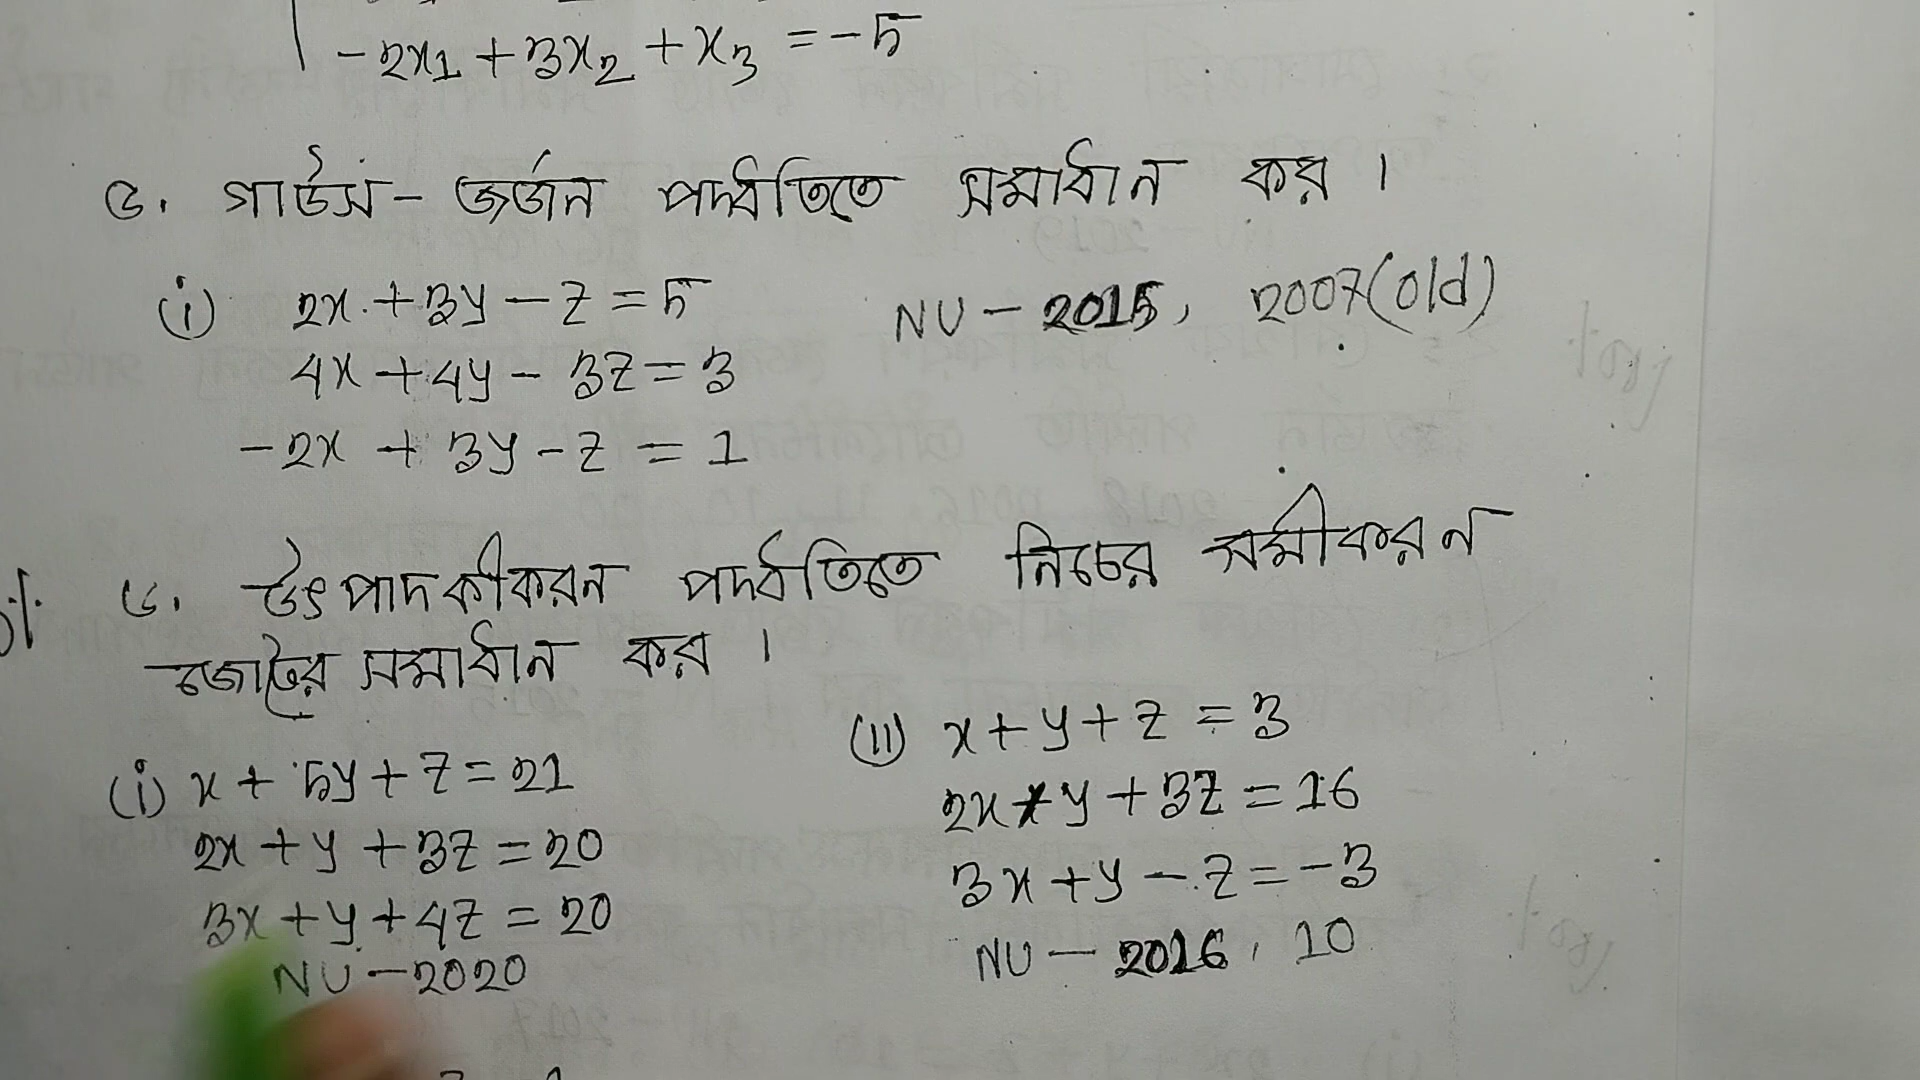 -2x₁ + 3x₂ + x₃ = -5
৩. গাউস - জর্ডান পদ্ধতিতে সমাধান কর ।
(i) 2x + 3y - z = 5 NU - 2015, 2007(old)
4x + 4y - 3z = 3
-2x + 3y - z = 1
৬. উৎপাদকীকরন পদ্ধতিতে নিচের সমীকরন
জোটের সমাধান কর ।
(i) x + 5y + z = 21
2x + y + 3z = 20
3x + y + 4z = 20
NU - 2020
(ii) x + y + z = 3
2x + y + 3z = 16
3x + y - z = -3
NU - 2016, 10